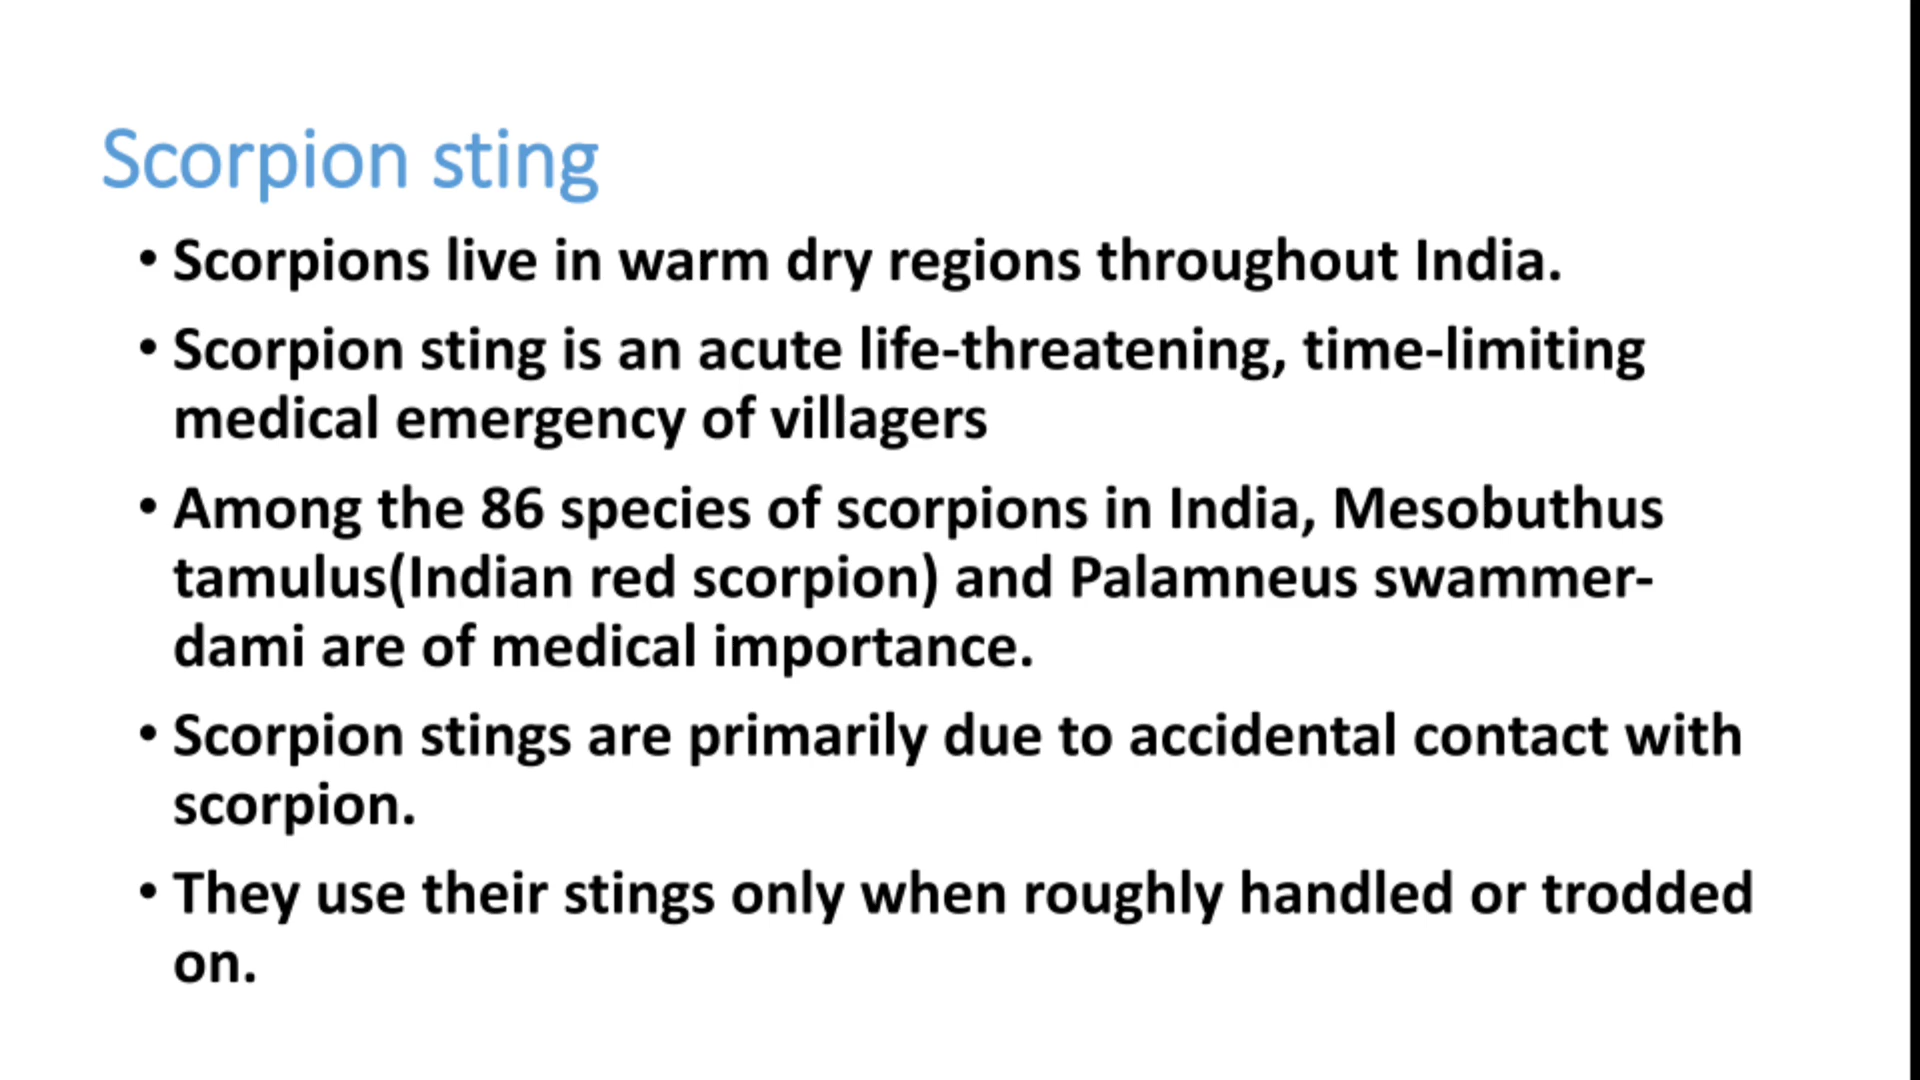 Scorpion sting
• Scorpions live in warm dry regions throughout India.
• Scorpion sting is an acute life-threatening, time-limiting
medical emergency of villagers
• Among the 86 species of scorpions in India, Mesobuthus
tamulus(Indian red scorpion) and Palamneus swammer-
dami are of medical importance.
• Scorpion stings are primarily due to accidental contact with
scorpion.
• They use their stings only when roughly handled or trodded
on.